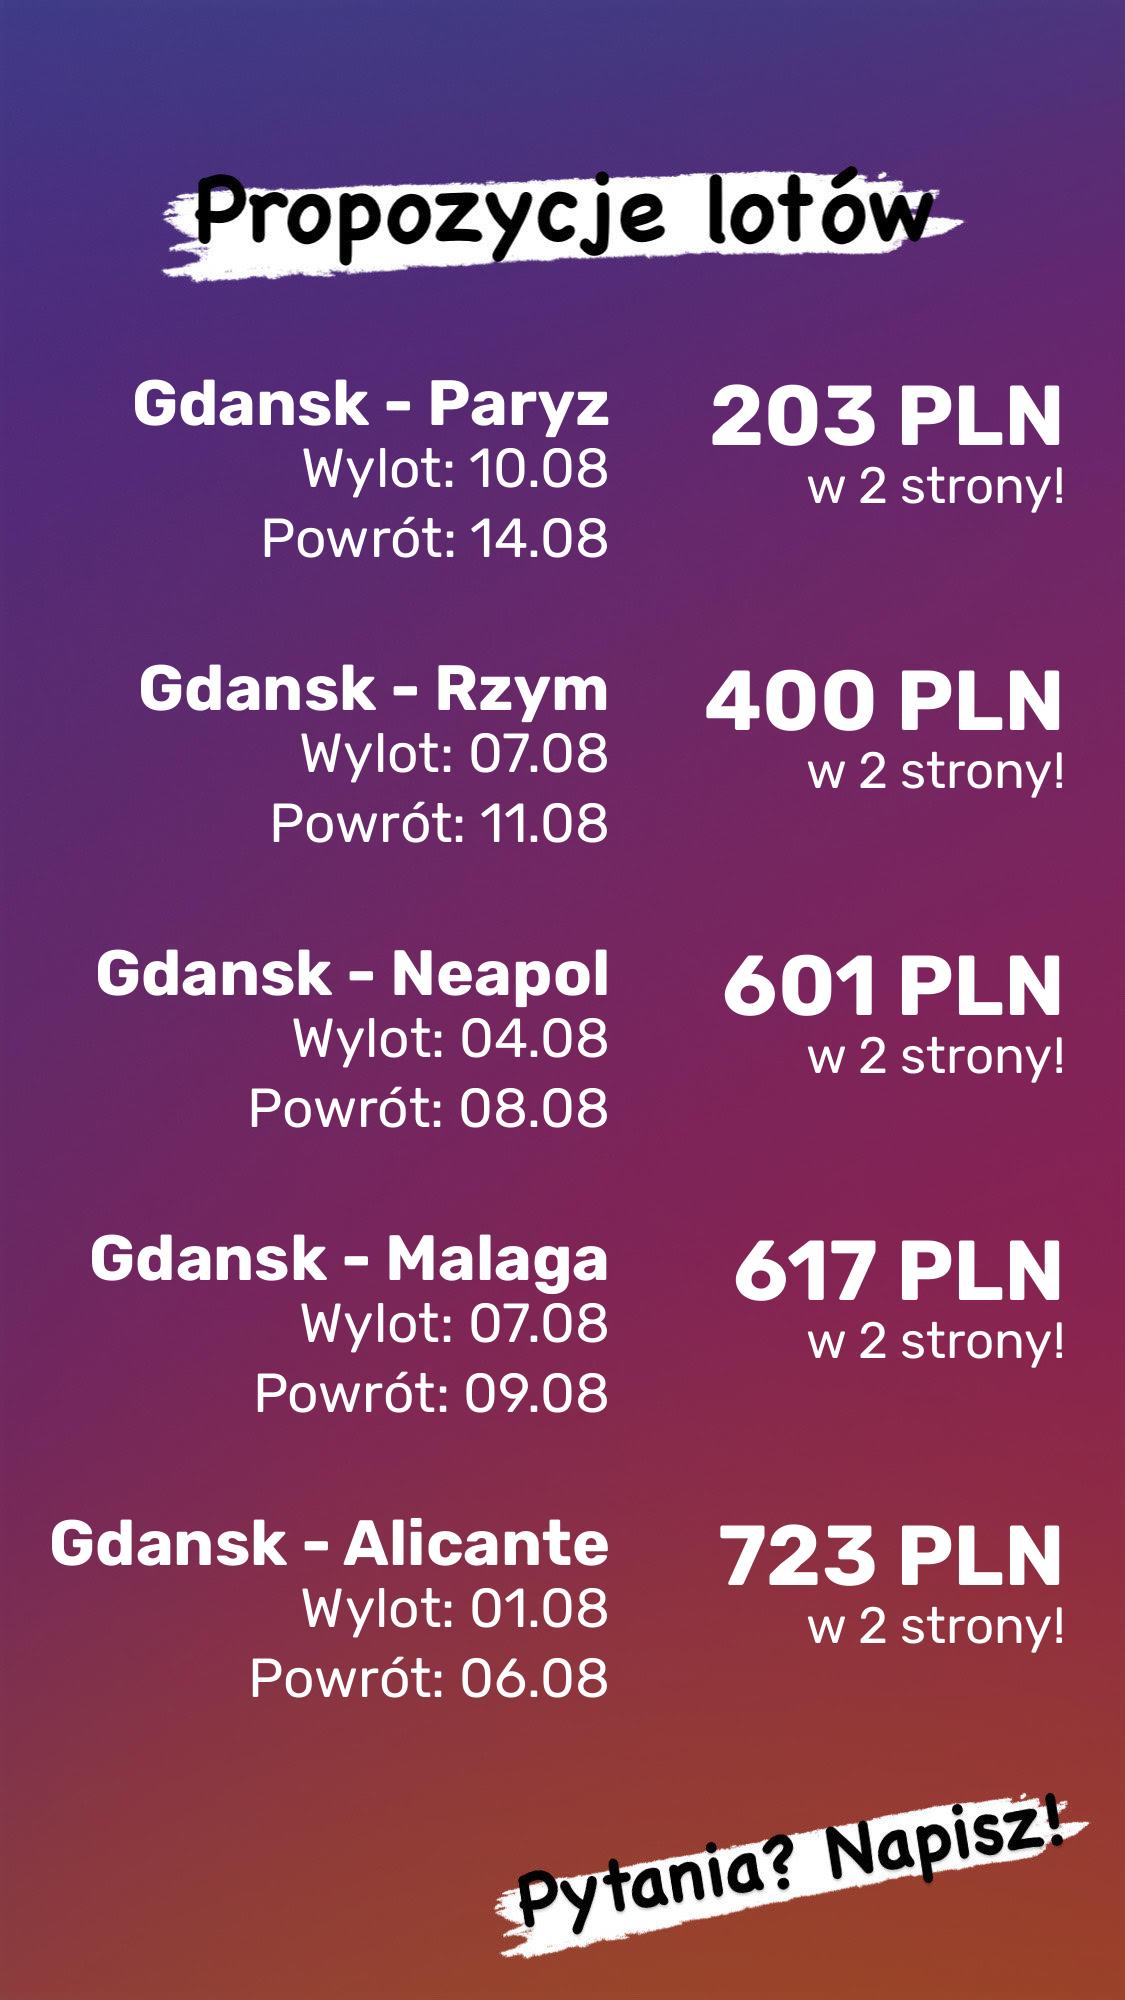 Propozycje lotów
Gdansk - Paryz
Wylot: 10.08
Powrót: 14.08
203 PLN
w 2 strony!
Gdansk - Rzym
Wylot: 07.08
Powrót: 11.08
400 PLN
w 2 strony!
Gdansk - Neapol
Wylot: 04.08
Powrót: 08.08
601 PLN
w 2 strony!
Gdansk - Malaga
Wylot: 07.08
Powrót: 09.08
617 PLN
w 2 strony!
Gdansk - Alicante
Wylot: 01.08
Powrót: 06.08
723 PLN
w 2 strony!
Pytania? Napisz!